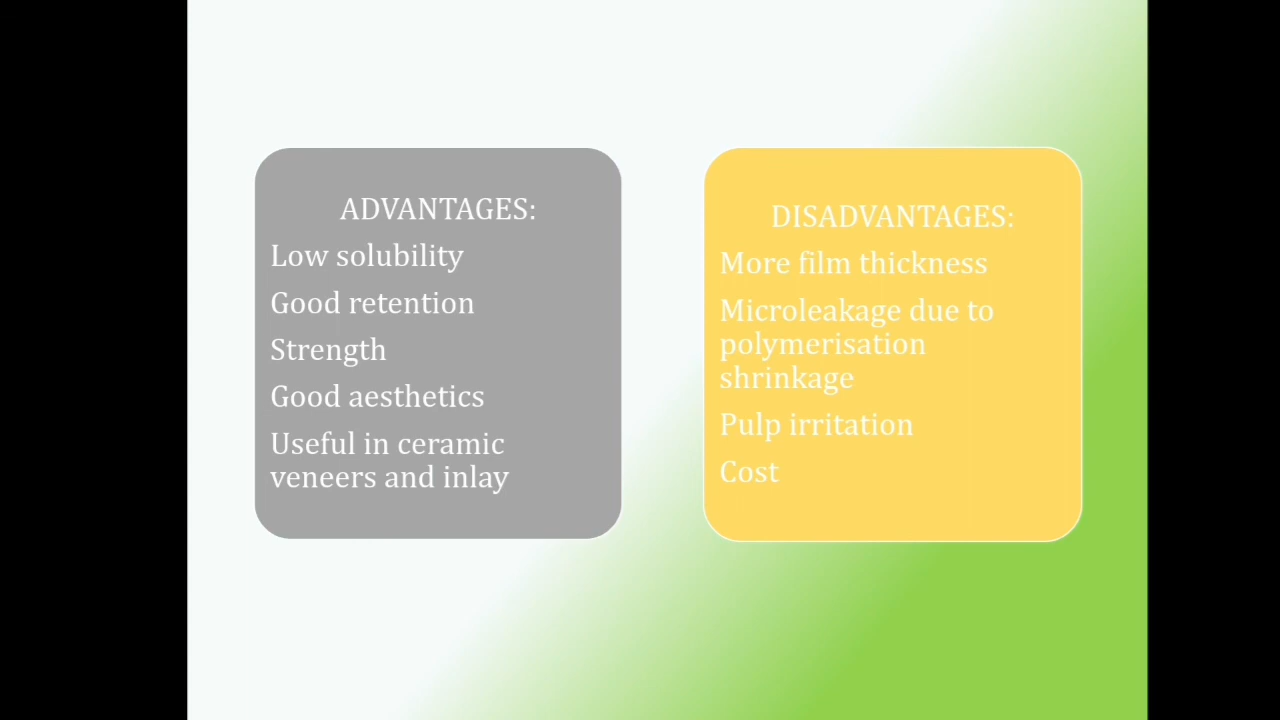 ADVANTAGES:
Low solubility
Good retention
Strength
Good aesthetics
Useful in ceramic
veneers and inlay
DISADVANTAGES:
More film thickness
Microleakage due to
polymerisation
shrinkage
Pulp irritation
Cost